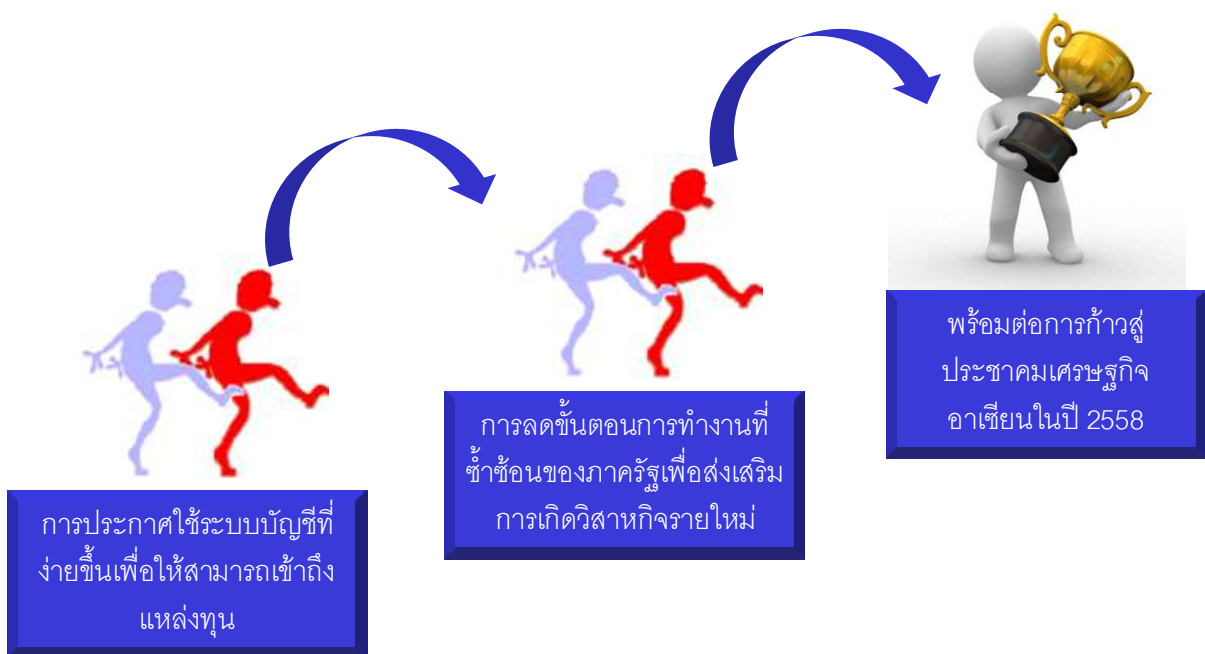 การประกาศใช้ระบบบัญชีที่
ง่ายขึ้นเพื่อให้สามารถเข้าถึง
แหล่งทุน
การลดขั้นตอนการทำงานที่
ซ้ำซ้อนของภาครัฐเพื่อส่งเสริม
การเกิดวิสาหกิจรายใหม่
พร้อมต่อการก้าวสู่
ประชาคมเศรษฐกิจ
อาเซียนในปี 2558